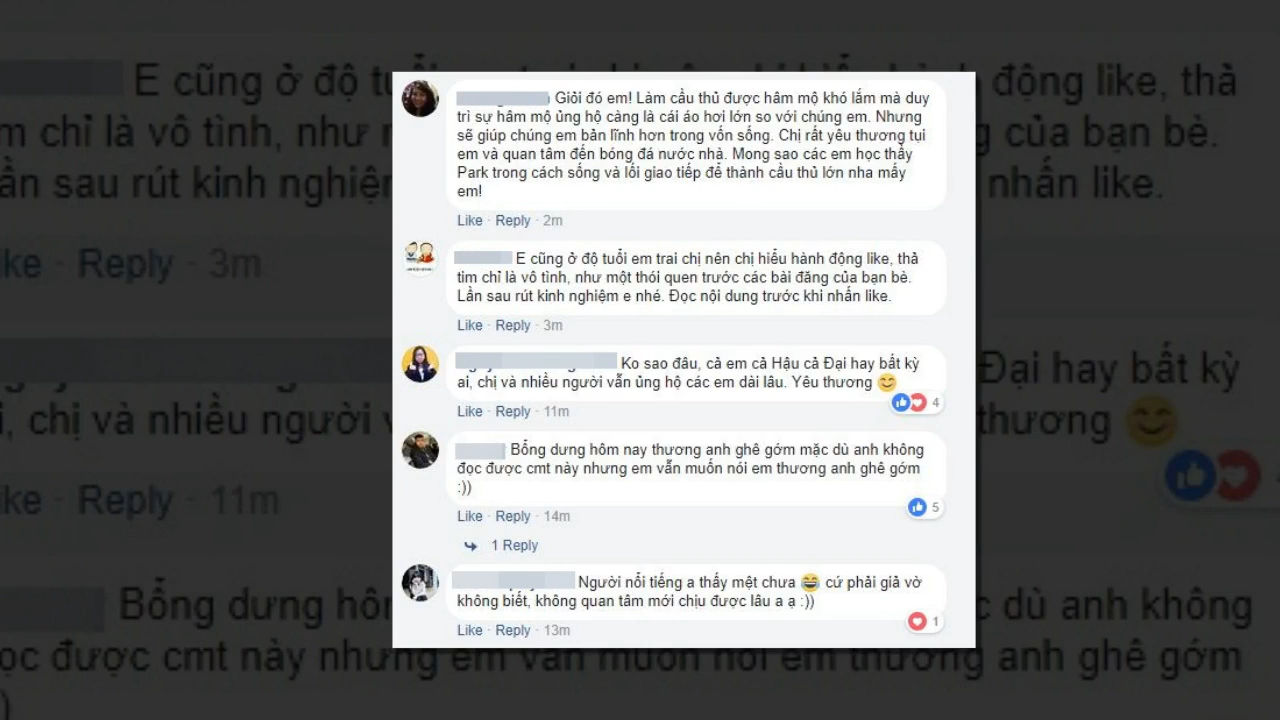 Giỏi đó em! Làm cầu thủ được hâm mộ khó lắm mà duy
trì sự hâm mộ ủng hộ càng là cái áo hơi lớn so với chúng em. Nhưng
sẽ giúp chúng em bản lĩnh hơn trong vốn sống. Chị rất yêu thương tụi
em và quan tâm đến bóng đá nước nhà. Mong sao các em học thầy
Park trong cách sống và lối giao tiếp để thành cầu thủ lớn nha mấy
em!
Like · Reply · 2m
E cũng ở độ tuổi em trai chị nên chị hiểu hành động like, thả
tim chỉ là vô tình, như một thói quen trước các bài đăng của bạn bè.
Lần sau rút kinh nghiệm e nhé. Đọc nội dung trước khi nhấn like.
Like · Reply · 3m
Ko sao đâu, cả em cả Hậu cả Đại hay bất kỳ
ai, chị và nhiều người vẫn ủng hộ các em dài lâu. Yêu thương 😊
4
Like · Reply · 11m
Bổng dưng hôm nay thương anh ghê gớm mặc dù anh không
đọc được cmt này nhưng em vẫn muốn nói em thương anh ghê gớm
:))
5
Like · Reply · 14m
1 Reply
Người nổi tiếng a thấy mệt chưa 😂 cứ phải giả vờ
không biết, không quan tâm mới chịu được lâu a ạ :))
1
Like · Reply · 13m